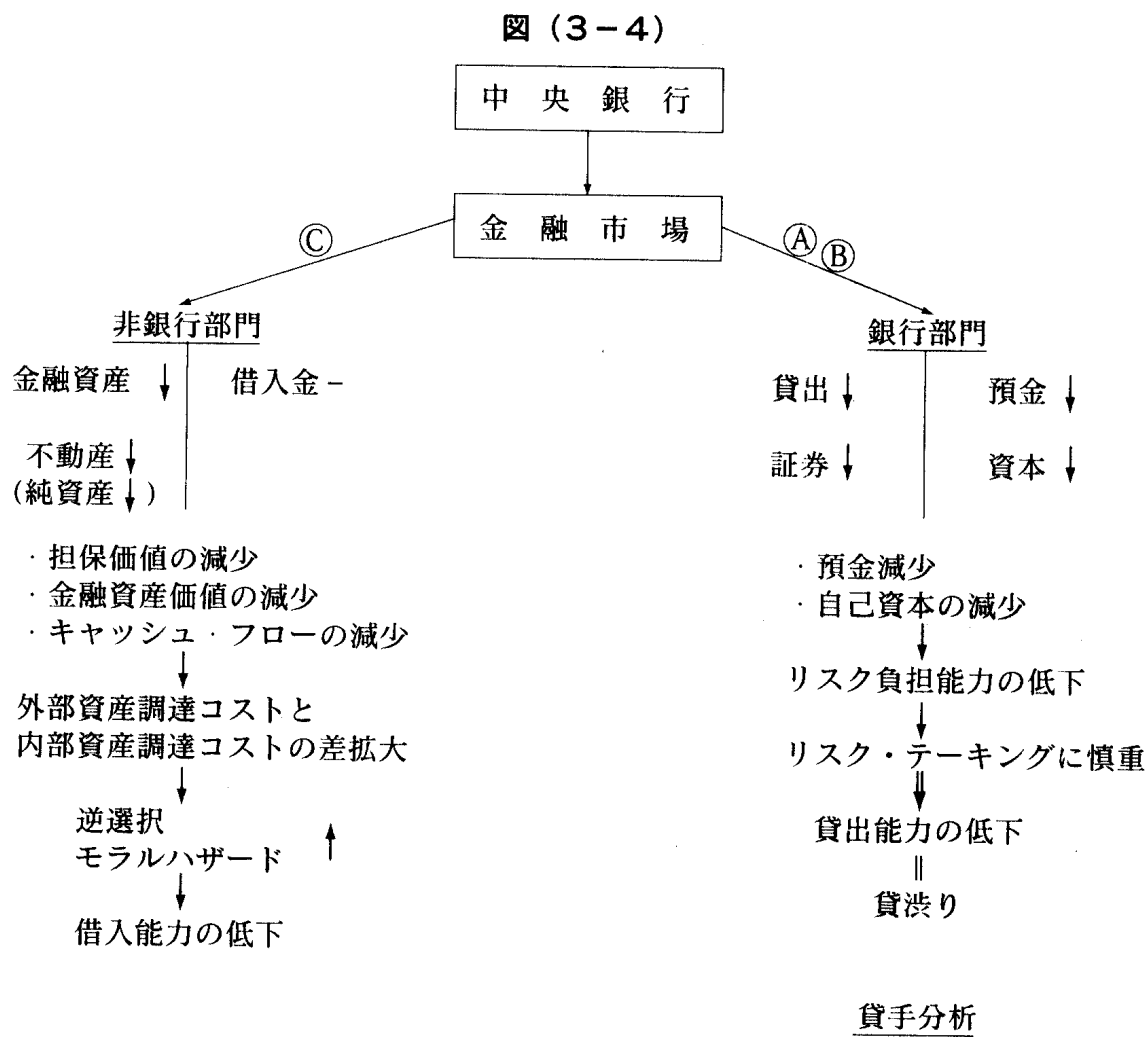 図（3－4）
中央銀行
金融市場
Ⓒ
Ⓐ
Ⓑ
非銀行部門
金融資産 ↓ 借入金－
不動産↓
(純資産↓)
・担保価値の減少
・金融資産価値の減少
・キャッシュ・フローの減少
↓
外部資産調達コストと
内部資産調達コストの差拡大
↓
逆選択
モラルハザード ↑
↓
借入能力の低下
銀行部門
貸出↓ 預金↓
証券↓ 資本↓
・預金減少
・自己資本の減少
↓
リスク負担能力の低下
↓
リスク・テーキングに慎重
⇓
貸出能力の低下
∥
貸渋り
貸手分析